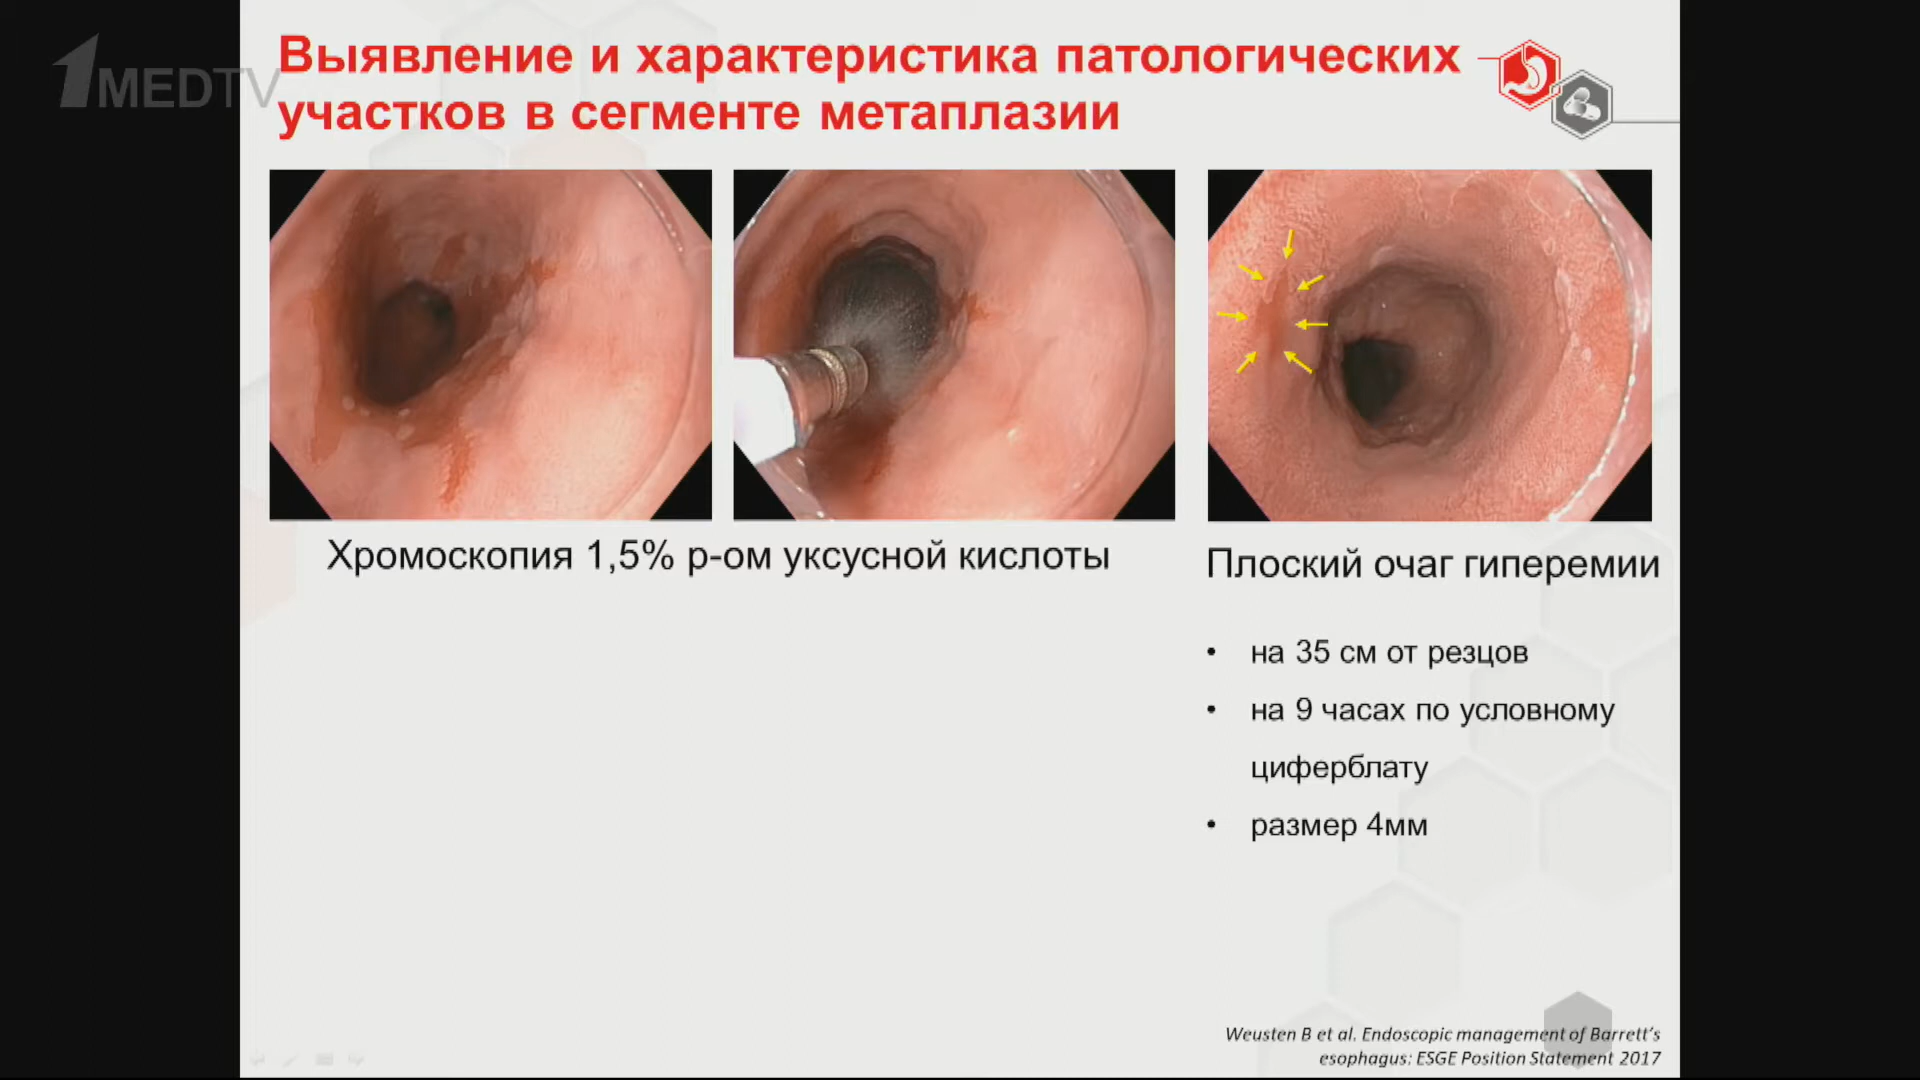 1MEDTV
Выявление и характеристика патологических
участков в сегменте метаплазии
Хромоскопия 1,5% р-ом уксусной кислоты
Плоский очаг гиперемии
• на 35 см от резцов
• на 9 часах по условному
циферблату
• размер 4мм
Weusten B et al. Endoscopic management of Barrett's
esophagus: ESGE Position Statement 2017